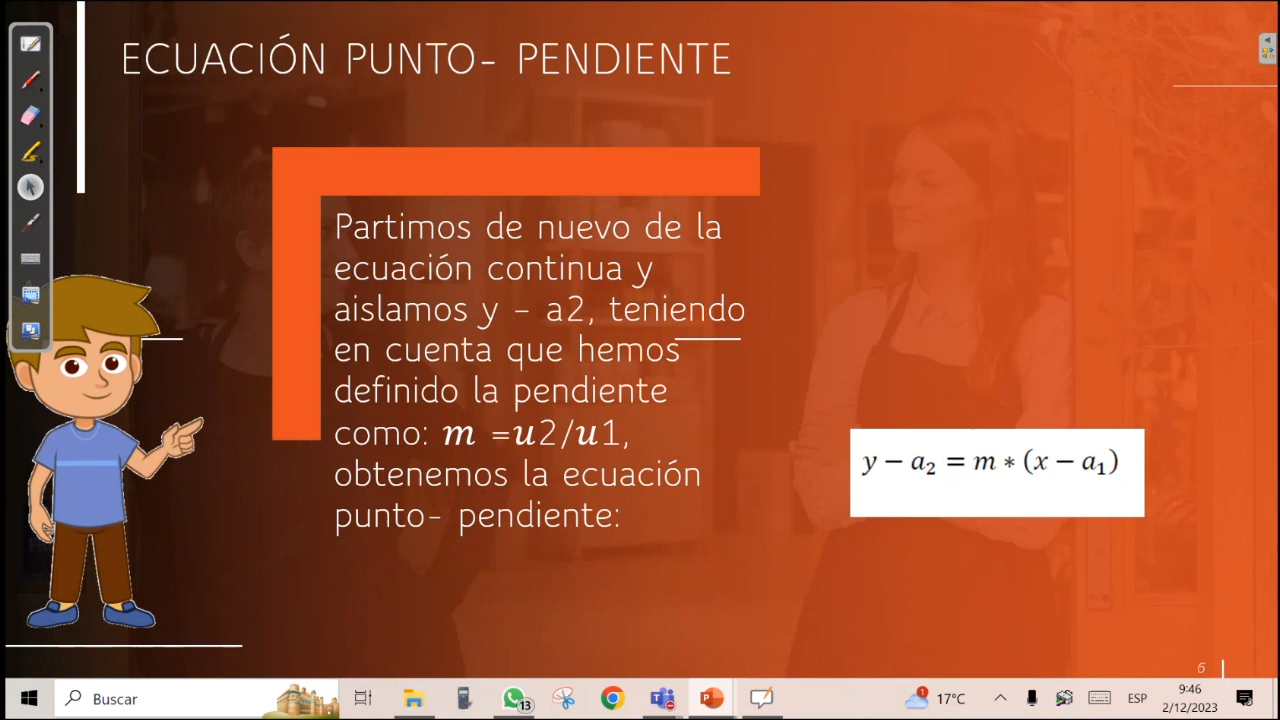 ECUACIÓN PUNTO- PENDIENTE
Partimos de nuevo de la
ecuación continua y
aislamos y – a2, teniendo
en cuenta que hemos
definido la pendiente
como: m =u2/u1,
obtenemos la ecuación
punto- pendiente:
y − a₂ = m ∗ (x − a₁)
6
Buscar
13
1
17°C
ESP
9:46
2/12/2023